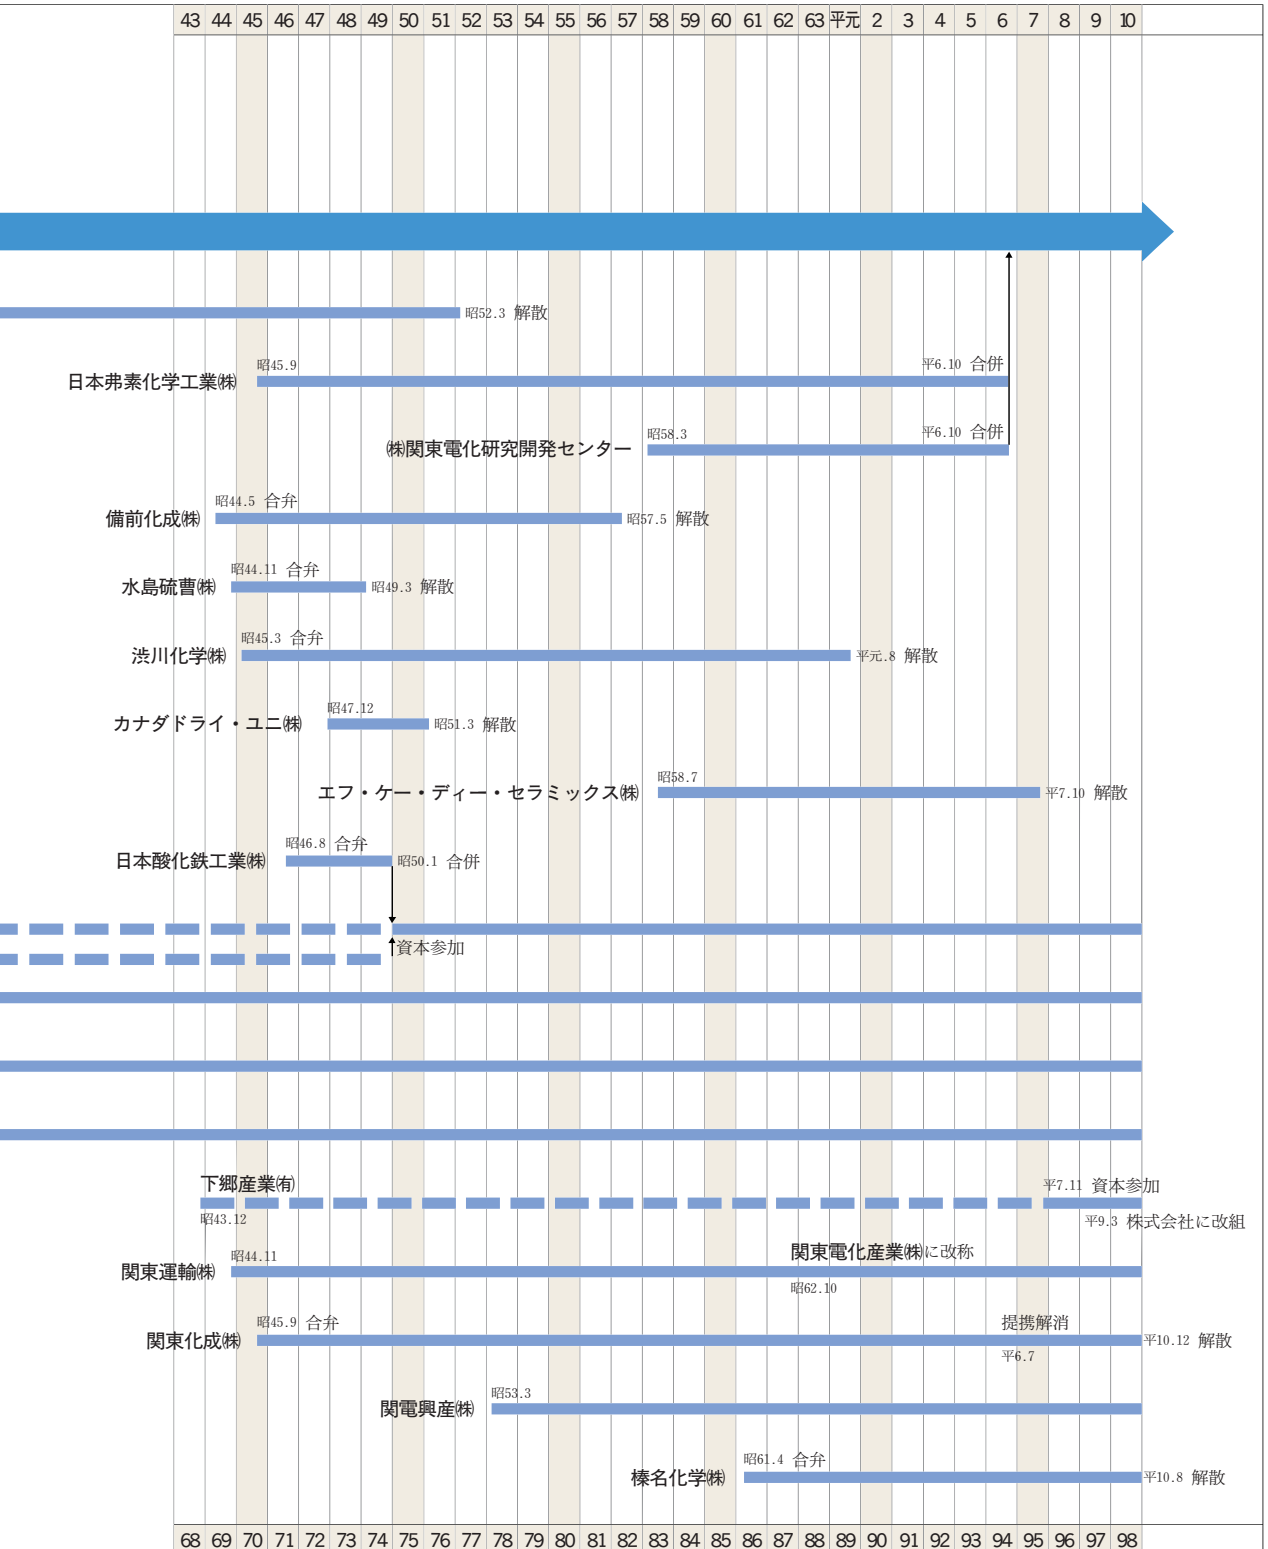 43 44 45 46 47 48 49 50 51 52 53 54 55 56 57 58 59 60 61 62 63 平元 2 3 4 5 6 7 8 9 10
昭52.3 解散
昭45.9
平6.10 合併
日本弗素化学工業㈱
昭58.3
平6.10 合併
㈱関東電化研究開発センター
昭44.5 合弁
備前化成㈱
昭57.5 解散
昭44.11 合弁
水島硫曹㈱
昭49.3 解散
昭45.3 合弁
渋川化学㈱
平元.8 解散
昭47.12
カナダドライ・ユニ㈱
昭51.3 解散
昭58.7
エフ・ケー・ディー・セラミックス㈱
平7.10 解散
昭46.8 合弁
日本酸化鉄工業㈱
昭50.1 合併
資本参加
下郷産業㈲
平7.11 資本参加
昭43.12
平9.3 株式会社に改組
関東電化産業㈱に改称
昭44.11
関東運輸㈱
昭62.10
昭45.9 合弁
提携解消
関東化成㈱
平10.12 解散
平6.7
昭53.3
関電興産㈱
昭61.4 合弁
榛名化学㈱
平10.8 解散
68 69 70 71 72 73 74 75 76 77 78 79 80 81 82 83 84 85 86 87 88 89 90 91 92 93 94 95 96 97 98